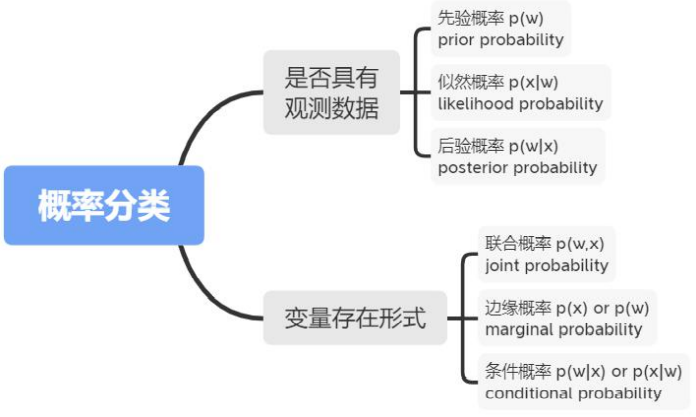 概率分类
是否具有
观测数据
先验概率 p(w)
prior probability
似然概率 p(x|w)
likelihood probability
后验概率 p(w|x)
posterior probability
变量存在形式
联合概率 p(w,x)
joint probability
边缘概率 p(x) or p(w)
marginal probability
条件概率 p(w|x) or p(x|w)
conditional probability